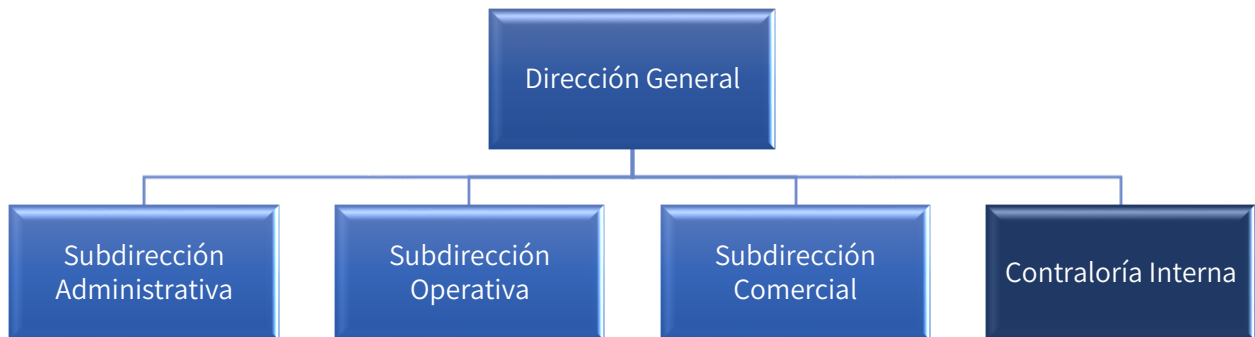 Dirección General
Subdirección
Administrativa
Subdirección
Operativa
Subdirección
Comercial
Contraloría Interna